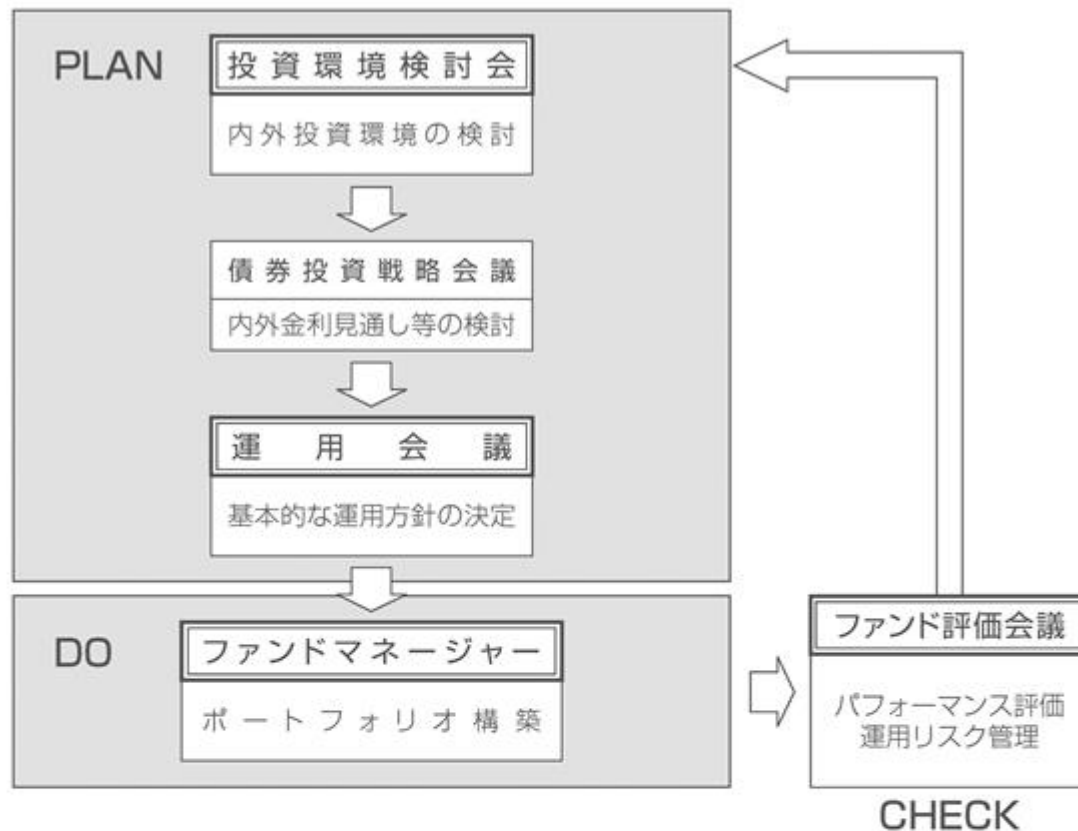 PLAN
投資環境検討会
内外投資環境の検討
債券投資戦略会議
内外金利見通し等の検討
運用会議
基本的な運用方針の決定
DO
ファンドマネージャー
ポートフォリオ構築
ファンド評価会議
パフォーマンス評価
運用リスク管理
CHECK